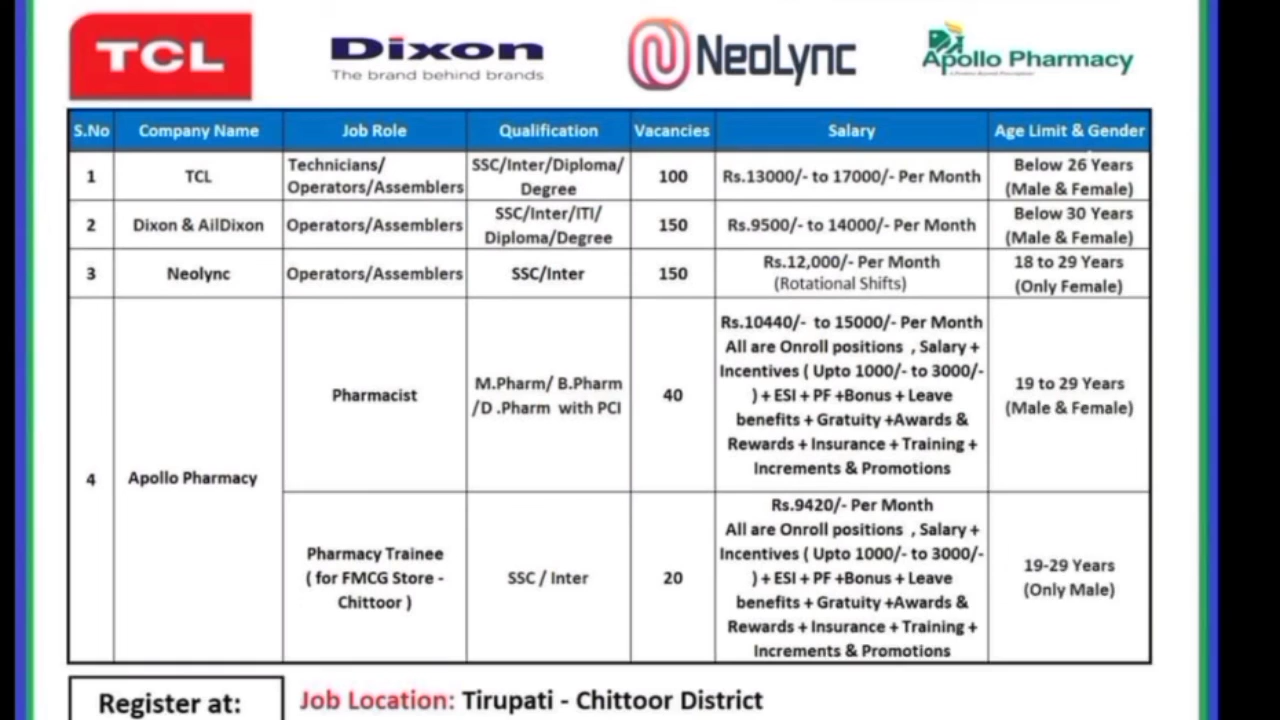 TCL
Dixon
The brand behind brands
NeoLync
Apollo Pharmacy
S.No Company Name Job Role Qualification Vacancies Salary Age Limit & Gender
1 TCL Technicians/ Operators/Assemblers SSC/Inter/Diploma/ Degree 100 Rs.13000/- to 17000/- Per Month Below 26 Years (Male & Female)
2 Dixon & AilDixon Operators/Assemblers SSC/Inter/ITI/ Diploma/Degree 150 Rs.9500/- to 14000/- Per Month Below 30 Years (Male & Female)
3 Neolync Operators/Assemblers SSC/Inter 150 Rs.12,000/- Per Month (Rotational Shifts) 18 to 29 Years (Only Female)
4 Apollo Pharmacy
Pharmacist
M.Pharm/ B.Pharm
/D .Pharm with PCI
40
Rs.10440/- to 15000/- Per Month
All are Onroll positions , Salary +
Incentives ( Upto 1000/- to 3000/-
) + ESI + PF +Bonus + Leave
benefits + Gratuity +Awards &
Rewards + Insurance + Training +
Increments & Promotions
19 to 29 Years
(Male & Female)
Pharmacy Trainee
( for FMCG Store -
Chittoor )
SSC / Inter
20
Rs.9420/- Per Month
All are Onroll positions , Salary +
Incentives ( Upto 1000/- to 3000/-
) + ESI + PF +Bonus + Leave
benefits + Gratuity +Awards &
Rewards + Insurance + Training +
Increments & Promotions
19-29 Years
(Only Male)
Register at:
Job Location: Tirupati - Chittoor District